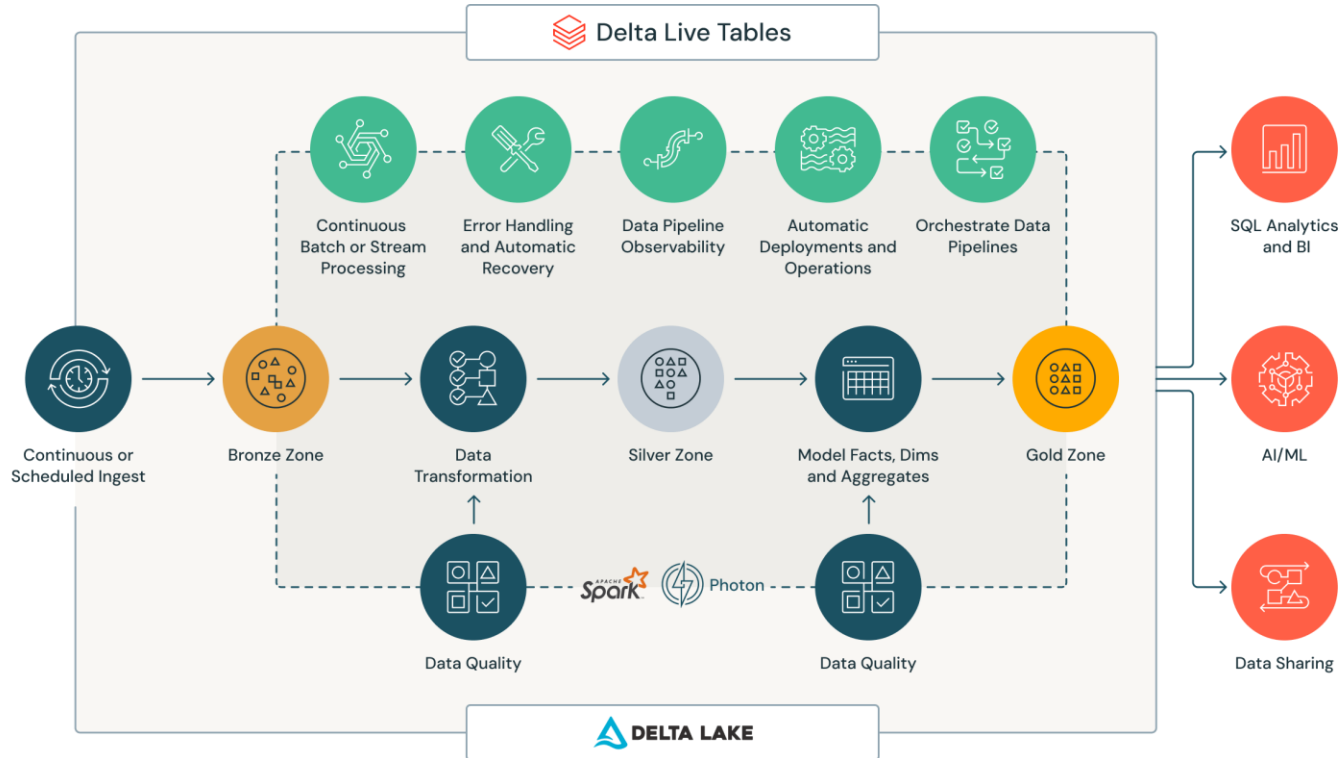 Delta Live Tables
Continuous
Batch or Stream
Processing
Error Handling
and Automatic
Recovery
Data Pipeline
Observability
Automatic
Deployments and
Operations
Orchestrate Data
Pipelines
SQL Analytics
and BI
Continuous or
Scheduled Ingest
Bronze Zone
Data
Transformation
Silver Zone
Model Facts, Dims
and Aggregates
Gold Zone
AI/ML
Data Quality
APACHE
Spark
Photon
Data Quality
Data Sharing
DELTA LAKE